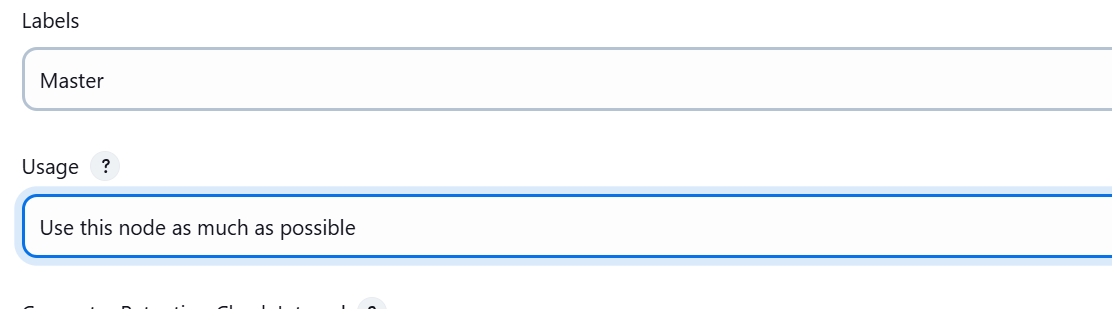 Labels
Master
Usage ?
Use this node as much as possible